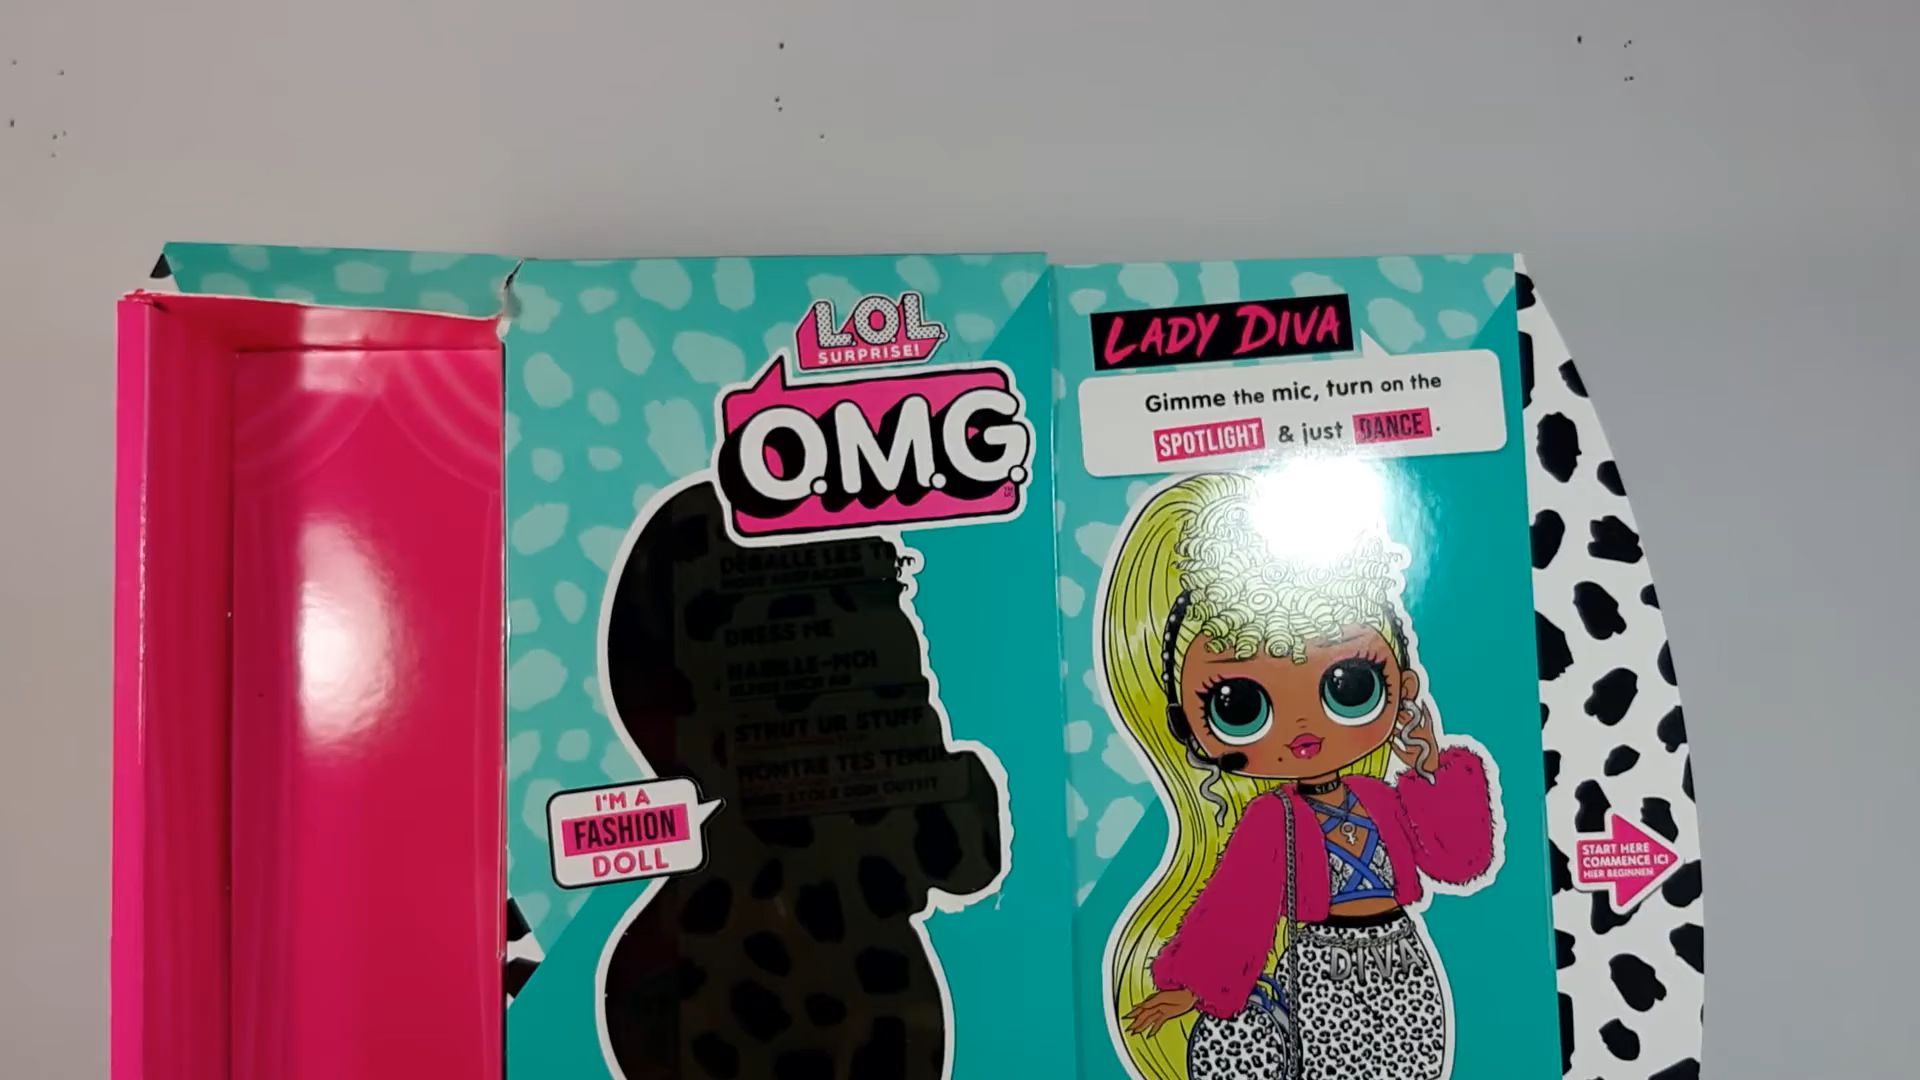 L.O.L.
SURPRISE!
O.M.G.
I'M A
FASHION
DOLL
DRESS ME
HABILLE-MOI
STRUT UR STUFF
LADY DIVA
Gimme the mic, turn on the
SPOTLIGHT & just DANCE.
SLAY
DIVA
START HERE
COMMENCE ICI
HIER BEGINNEN